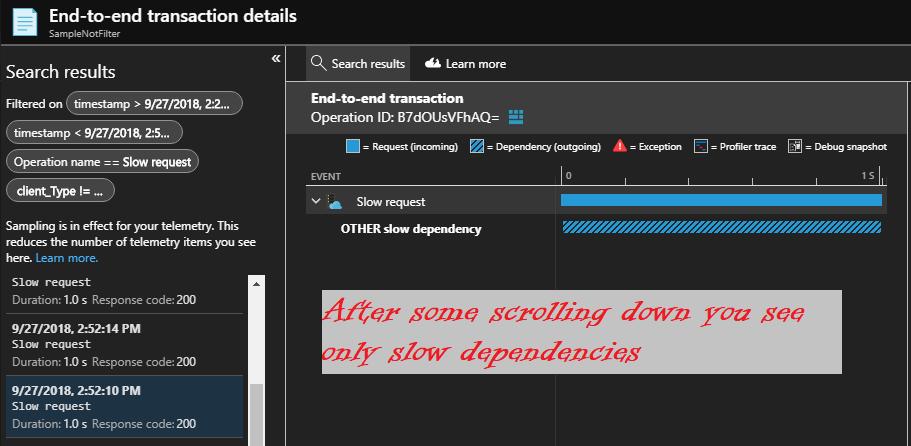 End-to-end transaction details
SampleNotFilter
Search results
Filtered on timestamp > 9/27/2018, 2:2...
timestamp < 9/27/2018, 2:5...
Operation name == Slow request
client_Type != ...
Sampling is in effect for your telemetry. This
reduces the number of telemetry items you see
here. Learn more.
Slow request
Duration: 1.0 s Response code: 200
9/27/2018, 2:52:14 PM
Slow request
Duration: 1.0 s Response code: 200
9/27/2018, 2:52:10 PM
Slow request
Duration: 1.0 s Response code: 200
«
Search results Learn more
End-to-end transaction
Operation ID: B7dOUsVFhAQ=
= Request (incoming) = Dependency (outgoing) = Exception = Profiler trace = Debug snapshot
EVENT 0 1 S
Slow request
OTHER slow dependency
After some scrolling down you see
only slow dependencies